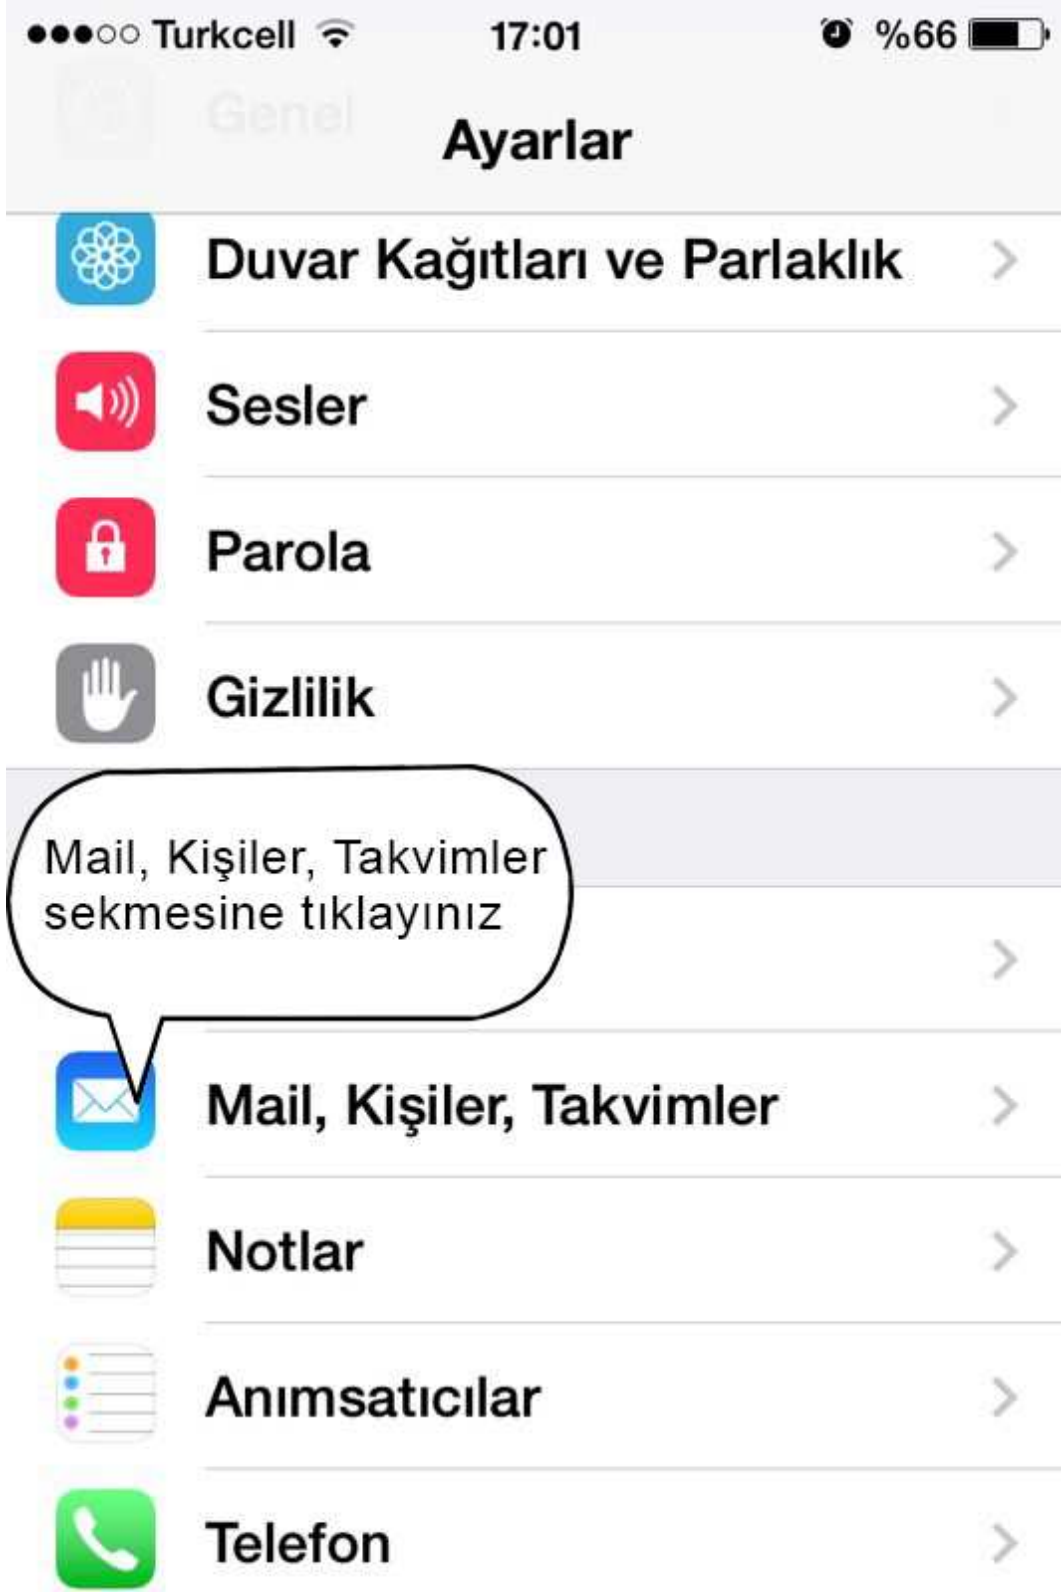 Turkcell 17:01 %66
Genel
Ayarlar
Duvar Kağıtları ve Parlaklık
Sesler
Parola
Gizlilik
Mail, Kişiler, Takvimler
sekmesine tıklayınız
Mail, Kişiler, Takvimler
Notlar
Anımsatıcılar
Telefon